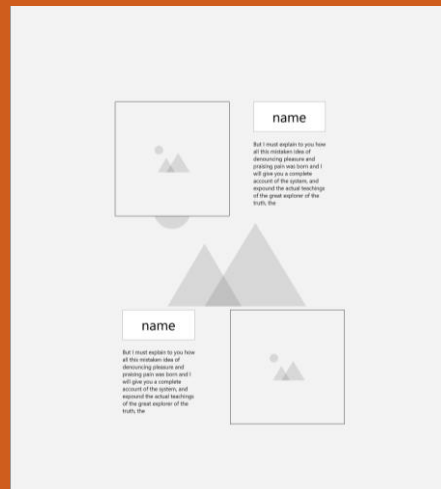 name
But I must explain to you how
all this mistaken idea of
denouncing pleasure and
praising pain was born and I
will give you a complete
account of the system, and
expound the actual teachings
of the great explorer of the
truth, the
name
But I must explain to you how
all this mistaken idea of
denouncing pleasure and
praising pain was born and I
will give you a complete
account of the system, and
expound the actual teachings
of the great explorer of the
truth, the